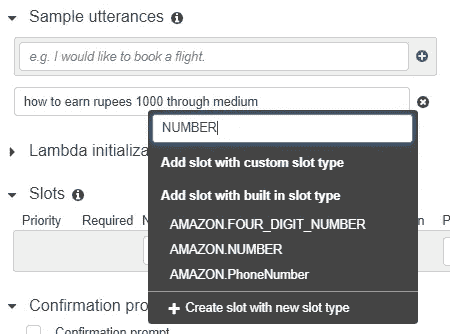 Sample utterances
e.g. I would like to book a flight.
how to earn rupees 1000 through medium
NUMBER
Lambda initializa
Add slot with custom slot type
Slots
Add slot with built in slot type
Priority Required N n P
AMAZON.FOUR_DIGIT_NUMBER
AMAZON.NUMBER
AMAZON.PhoneNumber
Confirmation pro
Create slot with new slot type
Confirmation prompt